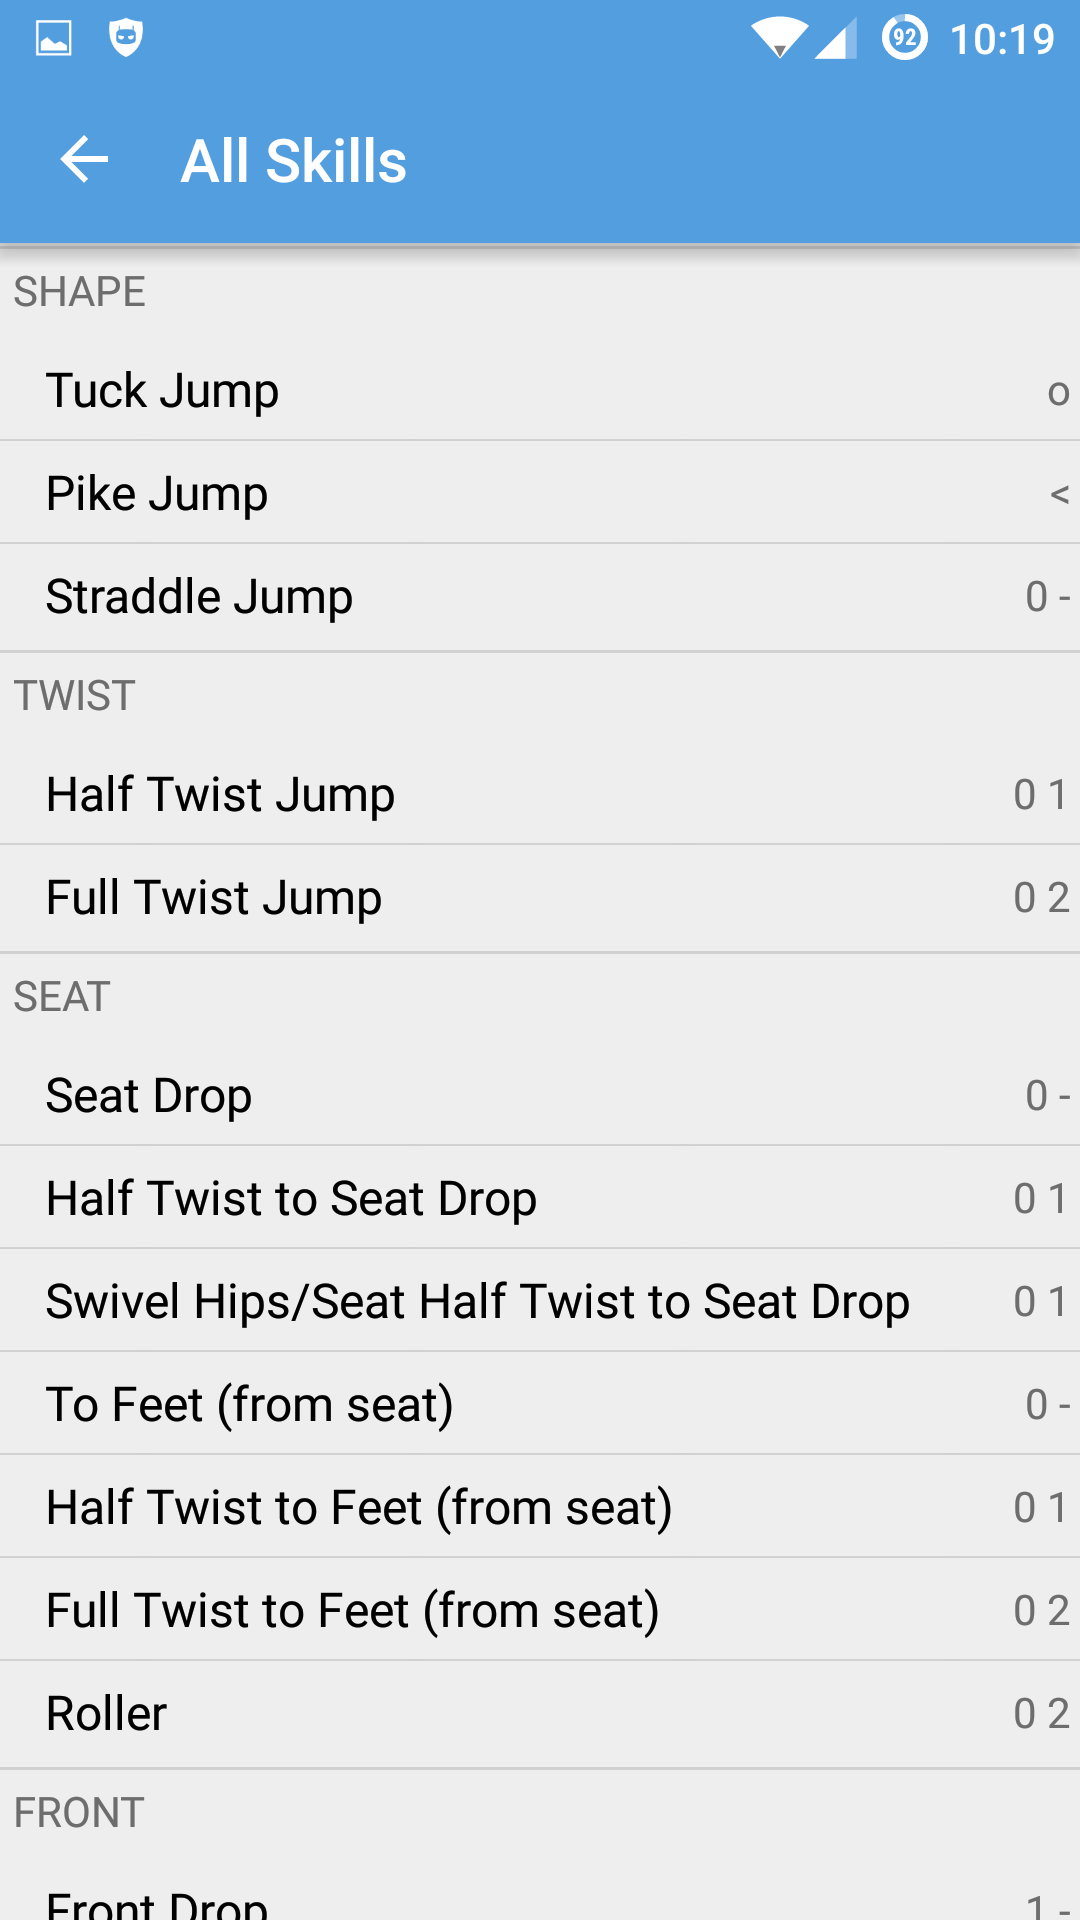 92 10:19
All Skills
SHAPE
Tuck Jump o
Pike Jump <
Straddle Jump 0 -
TWIST
Half Twist Jump 0 1
Full Twist Jump 0 2
SEAT
Seat Drop 0 -
Half Twist to Seat Drop 0 1
Swivel Hips/Seat Half Twist to Seat Drop 0 1
To Feet (from seat) 0 -
Half Twist to Feet (from seat) 0 1
Full Twist to Feet (from seat) 0 2
Roller 0 2
FRONT
Front Drop 1 -